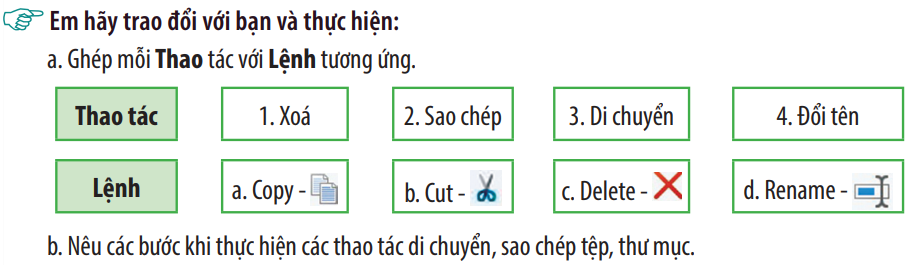 Em hãy trao đổi với bạn và thực hiện:
a. Ghép mỗi Thao tác với Lệnh tương ứng.
Thao tác 1. Xoá 2. Sao chép 3. Di chuyển 4. Đổi tên
Lệnh a. Copy - b. Cut - c. Delete - d. Rename -
b. Nêu các bước khi thực hiện các thao tác di chuyển, sao chép tệp, thư mục.